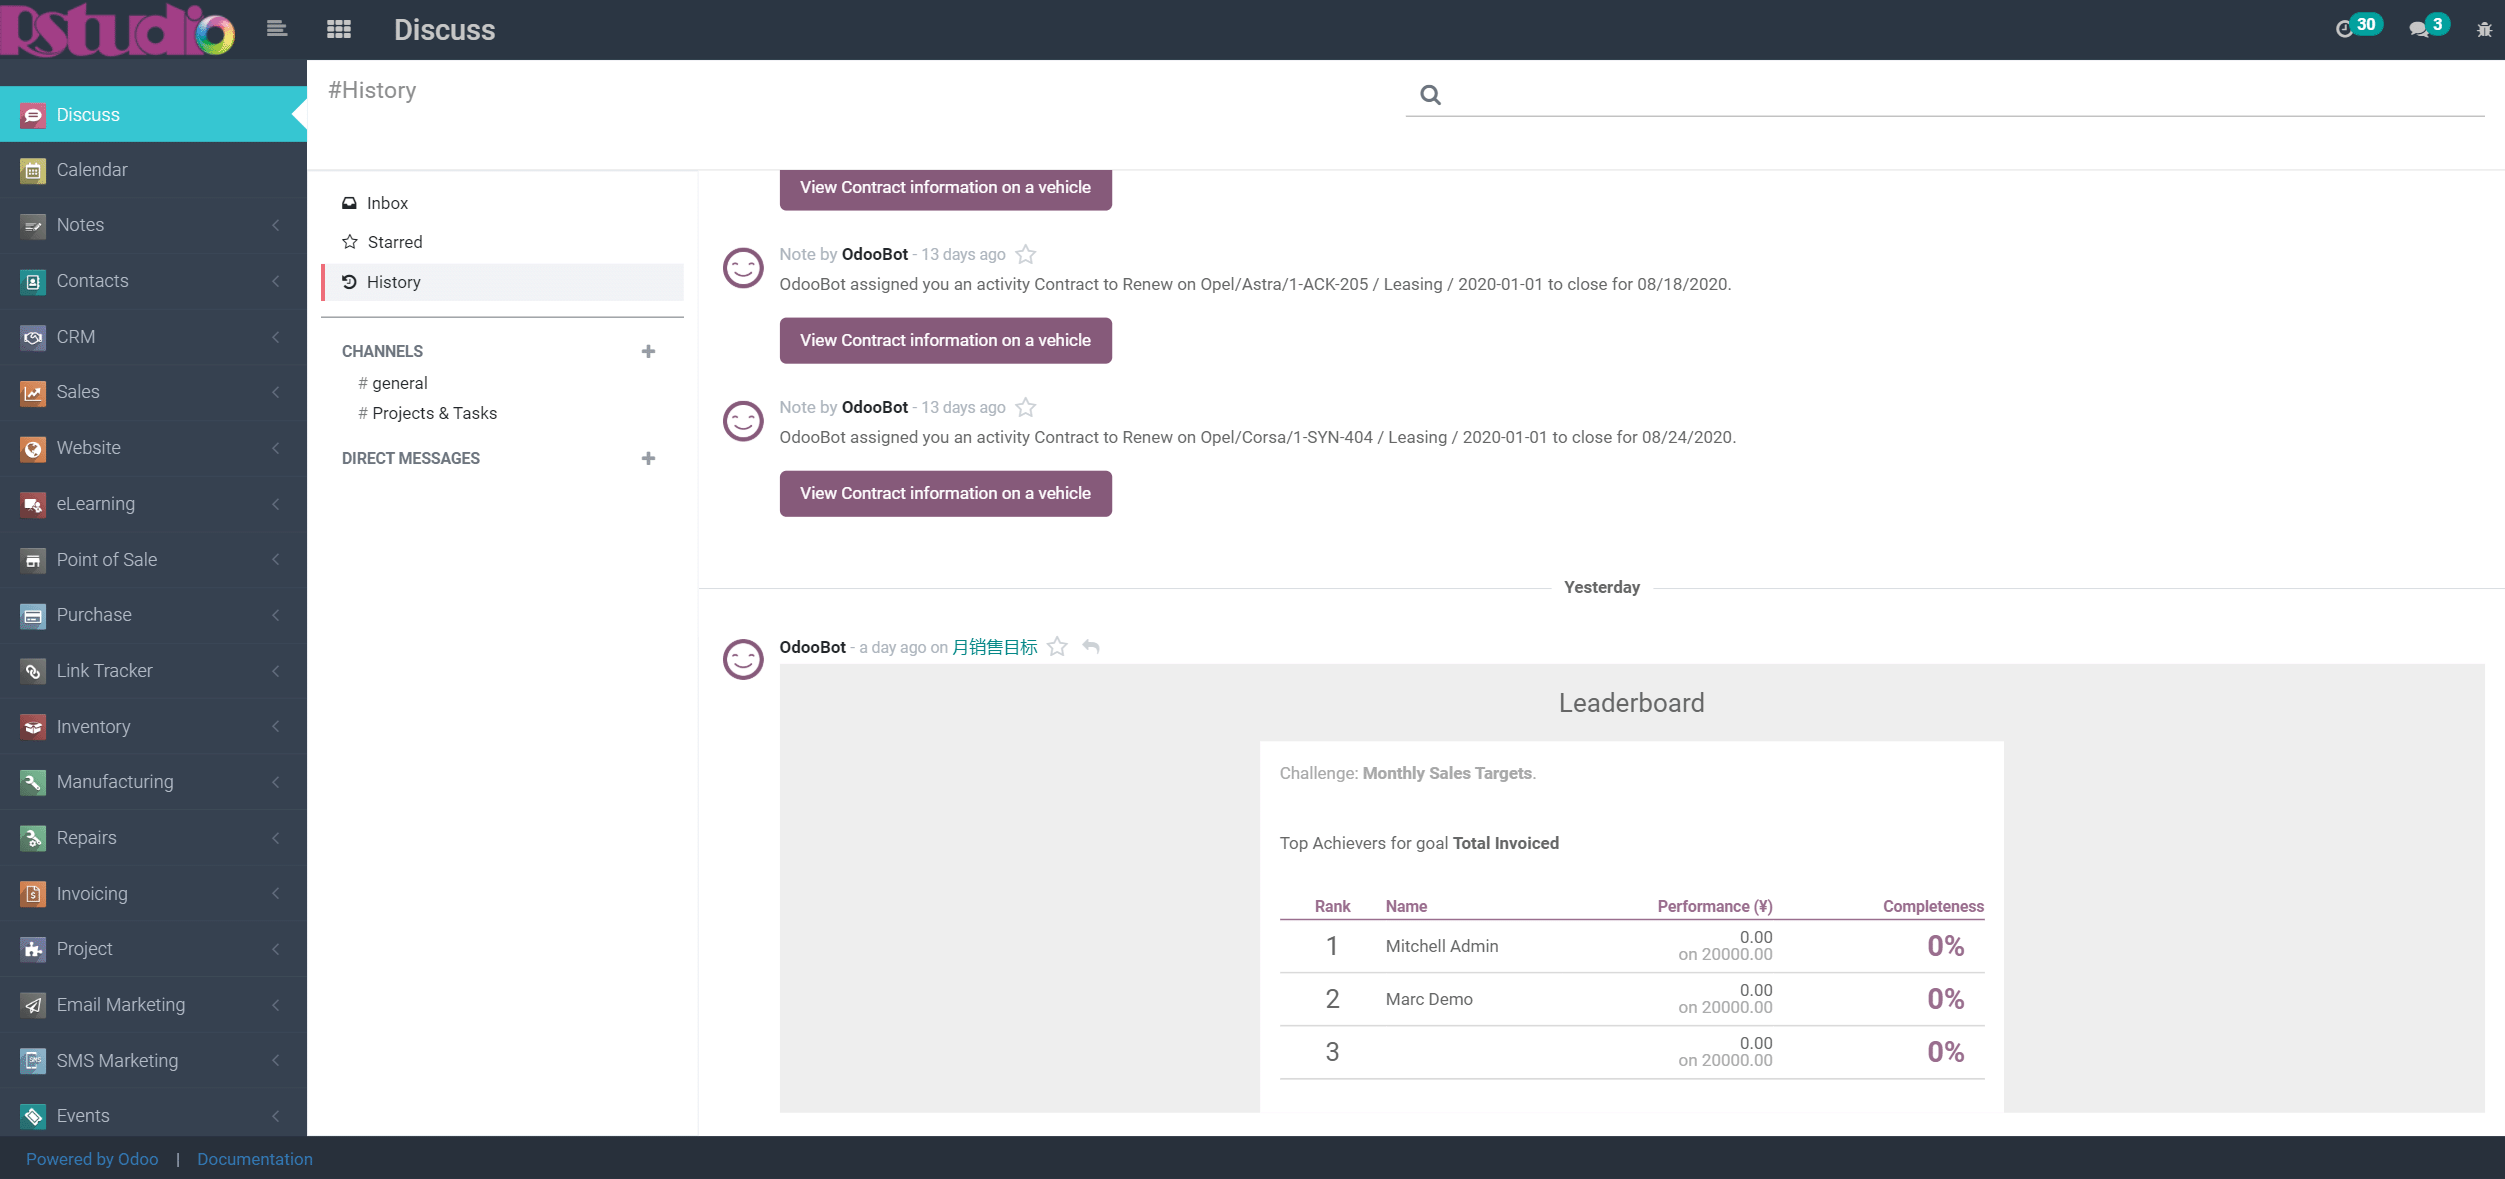 RStudio
Discuss
30
3
#History
Discuss
Calendar
Notes
Contacts
CRM
Sales
Website
eLearning
Point of Sale
Purchase
Link Tracker
Inventory
Manufacturing
Repairs
Invoicing
Project
Email Marketing
SMS Marketing
Events
Inbox
Starred
History
CHANNELS
# general
# Projects & Tasks
DIRECT MESSAGES
View Contract information on a vehicle
Note by OdooBot - 13 days ago
OdooBot assigned you an activity Contract to Renew on Opel/Astra/1-ACK-205 / Leasing / 2020-01-01 to close for 08/18/2020.
View Contract information on a vehicle
Note by OdooBot - 13 days ago
OdooBot assigned you an activity Contract to Renew on Opel/Corsa/1-SYN-404 / Leasing / 2020-01-01 to close for 08/24/2020.
View Contract information on a vehicle
Yesterday
OdooBot - a day ago on 月销售目标
Leaderboard
Challenge: Monthly Sales Targets.
Top Achievers for goal Total Invoiced
Rank Name Performance (¥) Completeness
1 Mitchell Admin 0.00 on 20000.00 0%
2 Marc Demo 0.00 on 20000.00 0%
3 0.00 on 20000.00 0%
Powered by Odoo | Documentation